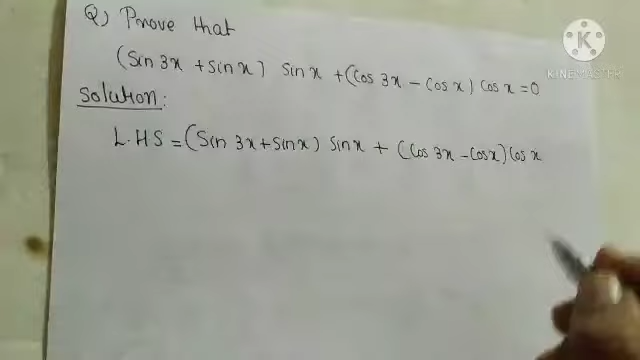 Q) Prove that
(Sin 3x + Sin x) Sin x + (Cos 3x - Cos x) Cos x = 0
Solution:
L.HS = (Sin 3x + Sin x) Sin x + (Cos 3x - Cos x) Cos x
K
KINEMASTER